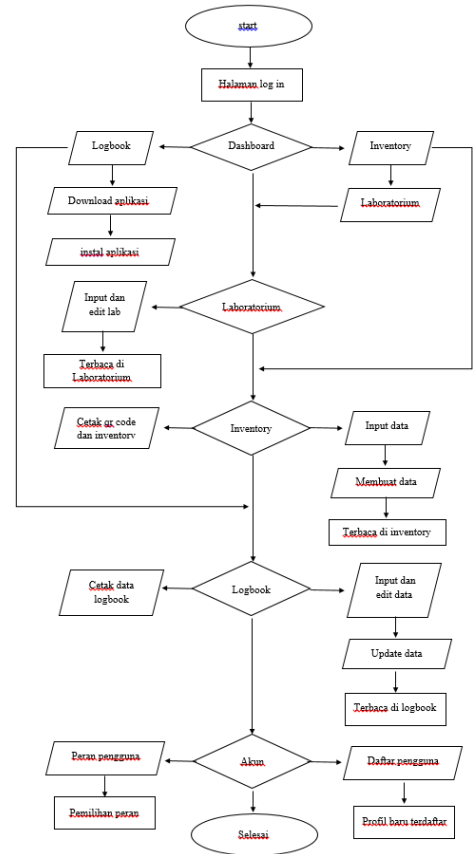 start
Halaman log in
Logbook
Dashboard
Inventory
Download aplikasi
Laboratorium
instal aplikasi
Input dan
edit lab
Laboratorium
Terbaca di
Laboratorium
Cetak qr code
dan inventory
Inventory
Input data
Membuat data
Terbaca di inventory
Cetak data
logbook
Logbook
Input dan
edit data
Update data
Terbaca di logbook
Peran pengguna
Akun
Daftar pengguna
Pemilihan peran
Selesai
Profil baru terdaftar